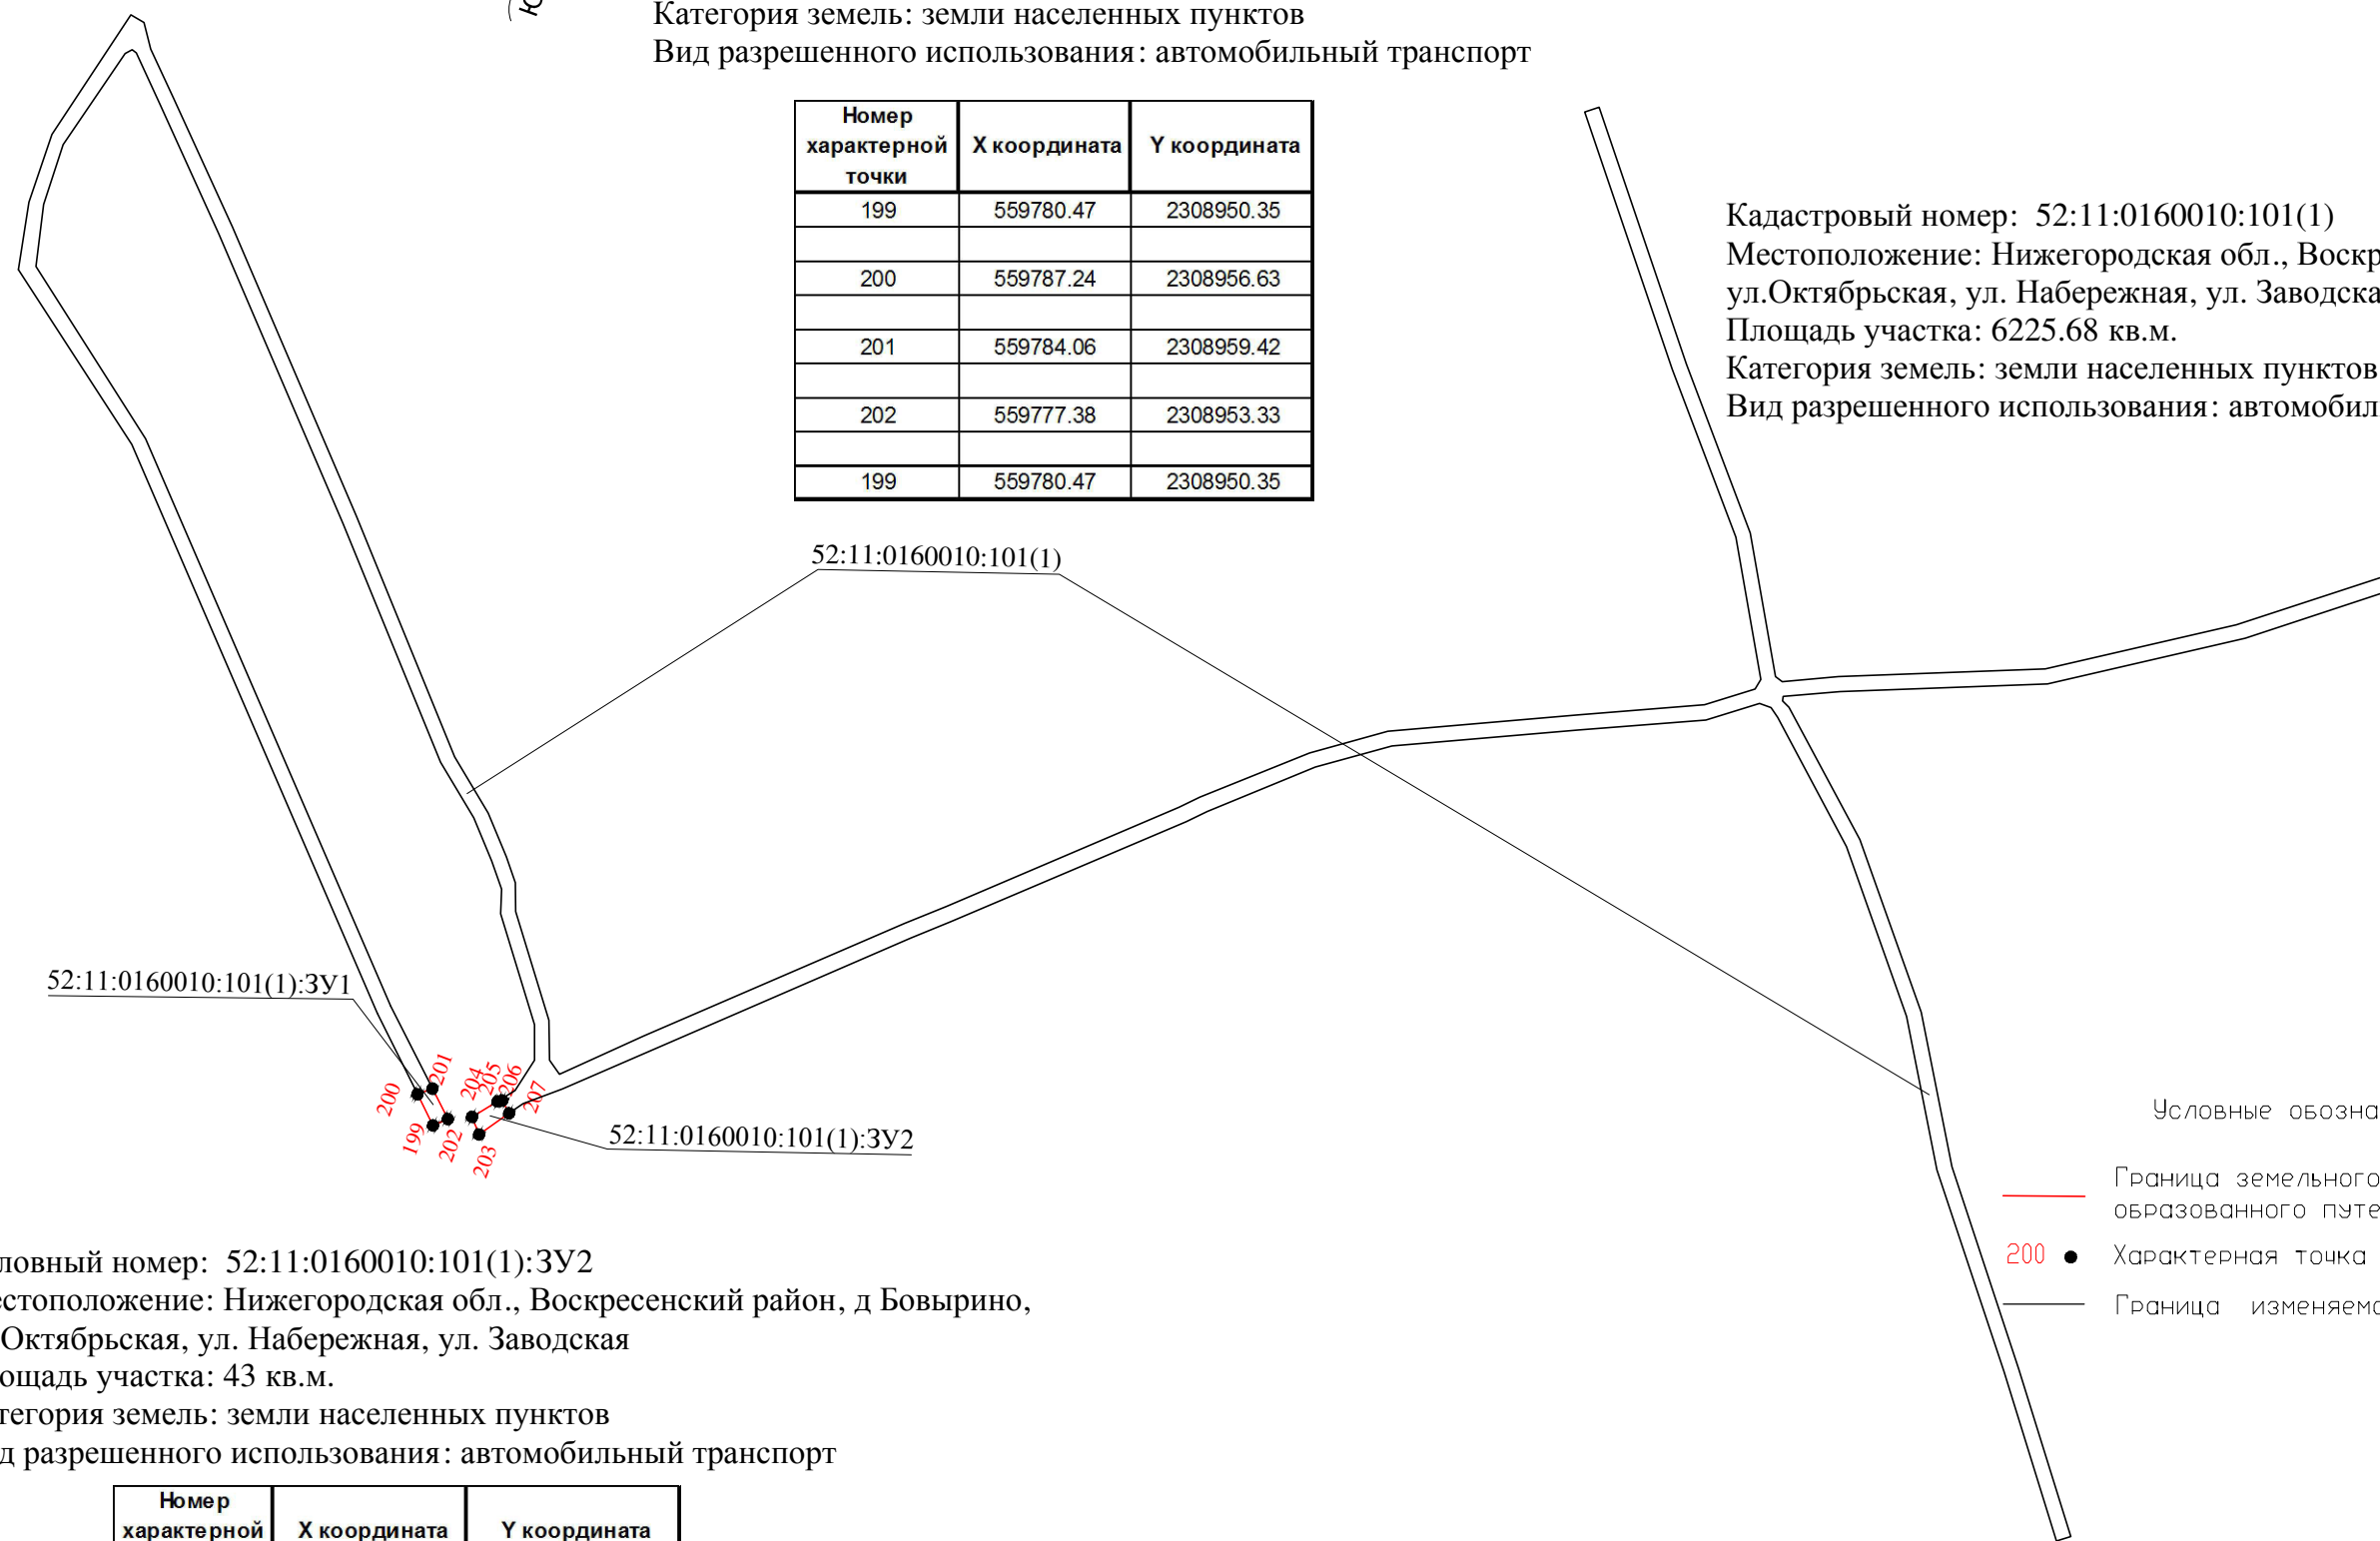 Категория земель: земли населенных пунктов
Вид разрешенного использования: автомобильный транспорт
Номер характерной точки X координата Y координата
199 559780.47 2308950.35
200 559787.24 2308956.63
201 559784.06 2308959.42
202 559777.38 2308953.33
199 559780.47 2308950.35
Кадастровый номер: 52:11:0160010:101(1)
Местоположение: Нижегородская обл., Воскр
ул.Октябрьская, ул. Набережная, ул. Заводска
Площадь участка: 6225.68 кв.м.
Категория земель: земли населенных пунктов
Вид разрешенного использования: автомобил
52:11:0160010:101(1)
52:11:0160010:101(1):ЗУ1
200
201
199
202
204
205
206
207
203
52:11:0160010:101(1):ЗУ2
Условные обозна
Граница земельного
образованного путе
200 Характерная точка
Граница изменяемо
ловный номер: 52:11:0160010:101(1):ЗУ2
естоположение: Нижегородская обл., Воскресенский район, д Бовырино,
Октябрьская, ул. Набережная, ул. Заводская
ощадь участка: 43 кв.м.
тегория земель: земли населенных пунктов
д разрешенного использования: автомобильный транспорт
Номер характерной X координата Y координата